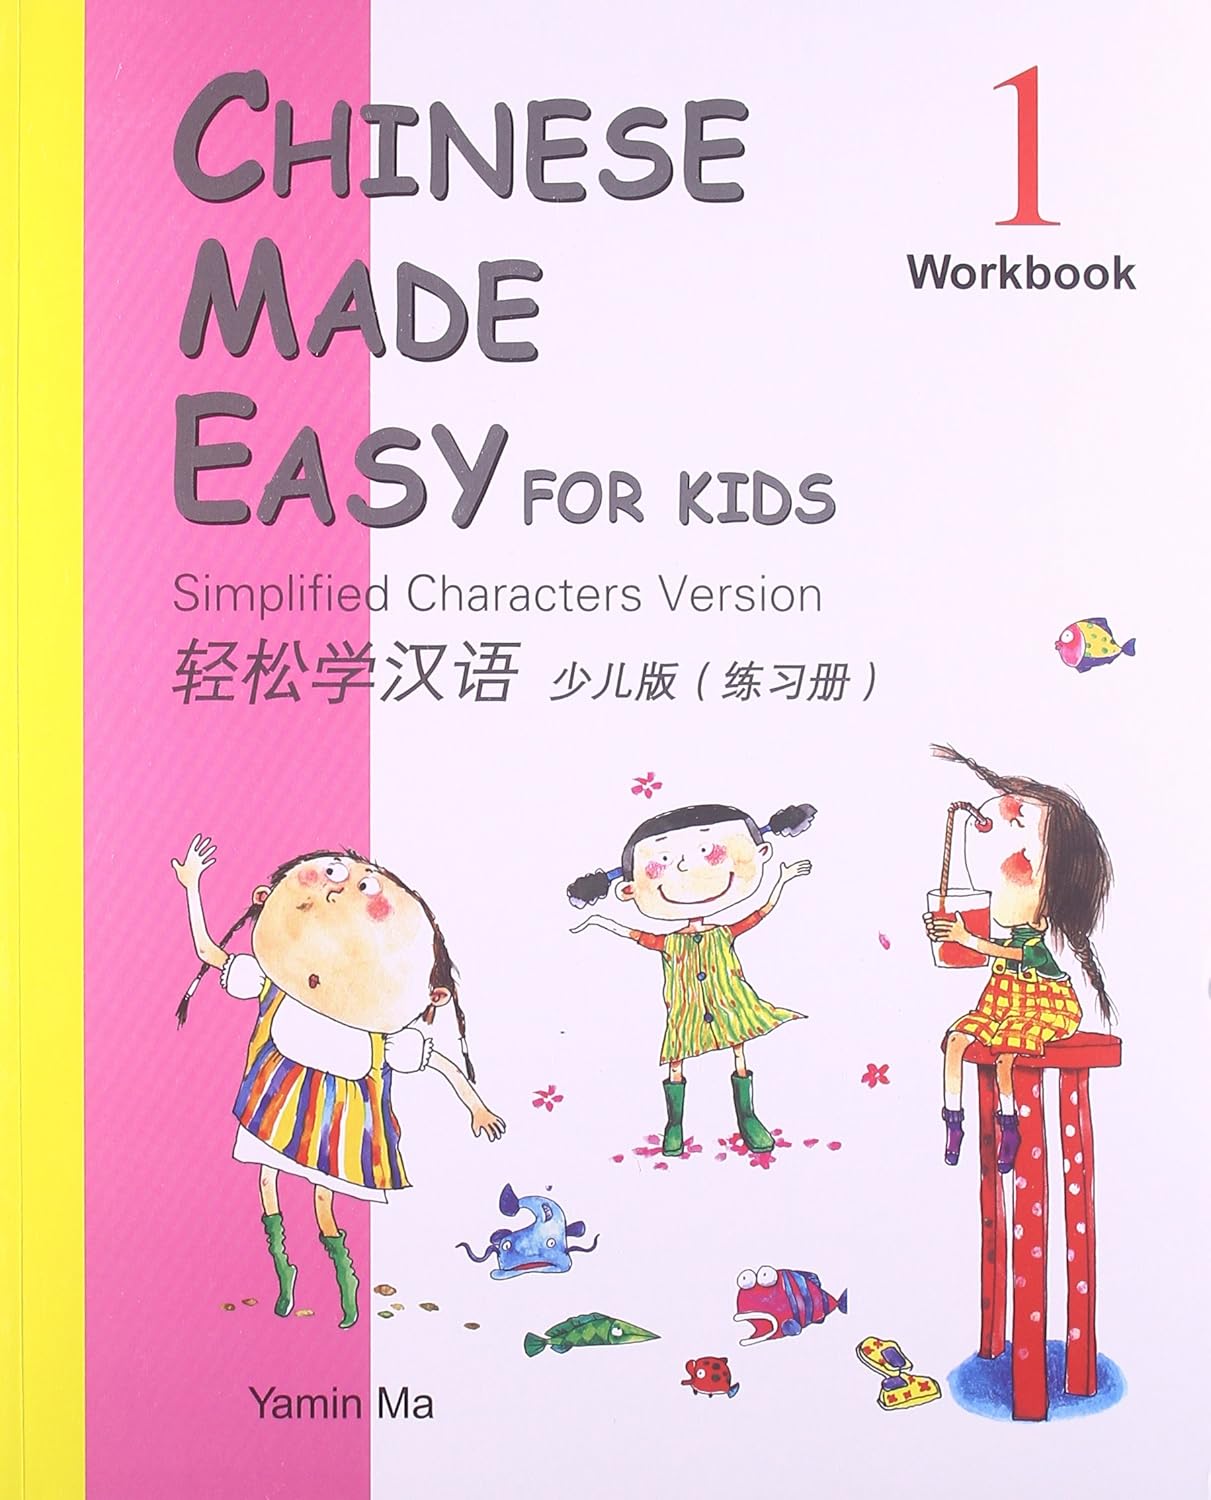 CHINESE
MADE
EASY FOR KIDS
1
Workbook
Simplified Characters Version
轻松学汉语 少儿版（练习册）
Yamin Ma